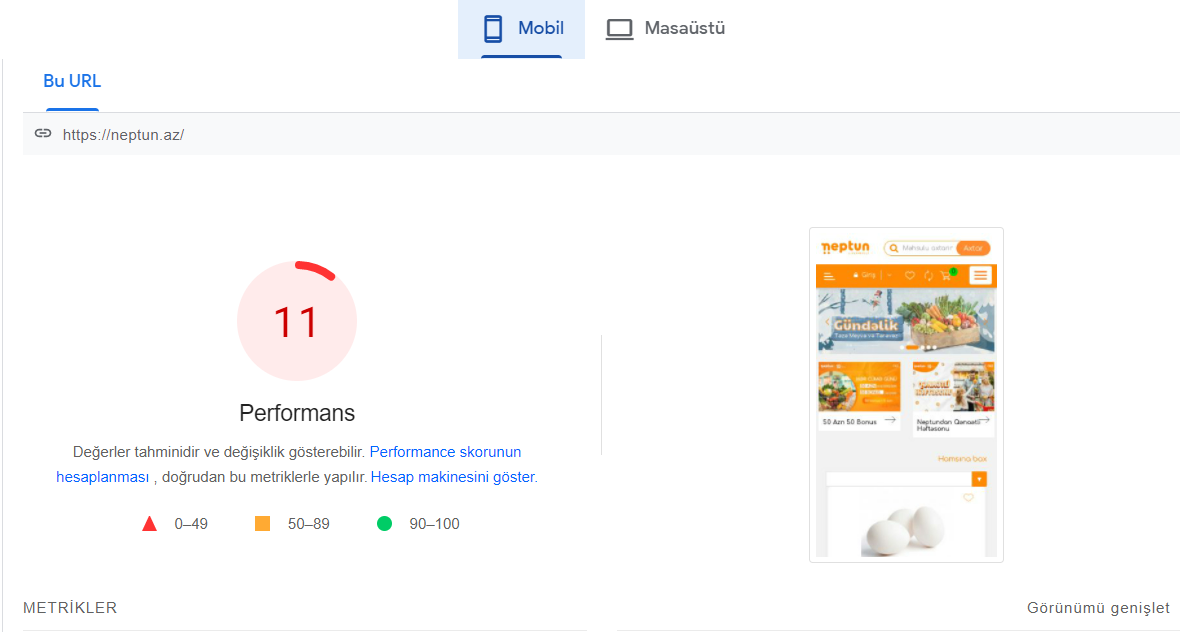 Mobil
Masaüstü
Bu URL
https://neptun.az/
11
Performans
Değerler tahminidir ve değişiklik gösterebilir. Performance skorunun
hesaplanması , doğrudan bu metriklerle yapılır. Hesap makinesini göster.
0–49
50–89
90–100
neptun
Məhsulu axtarın
Axtar
Giriş
0
Gündəlik
Təzə Meyvə və Tərəvəz
50 Azn 50 Bonus
Neptundan Qənaətli
Həftəsonu
Hamsına bax
METRİKLER
Görünümü genişlet